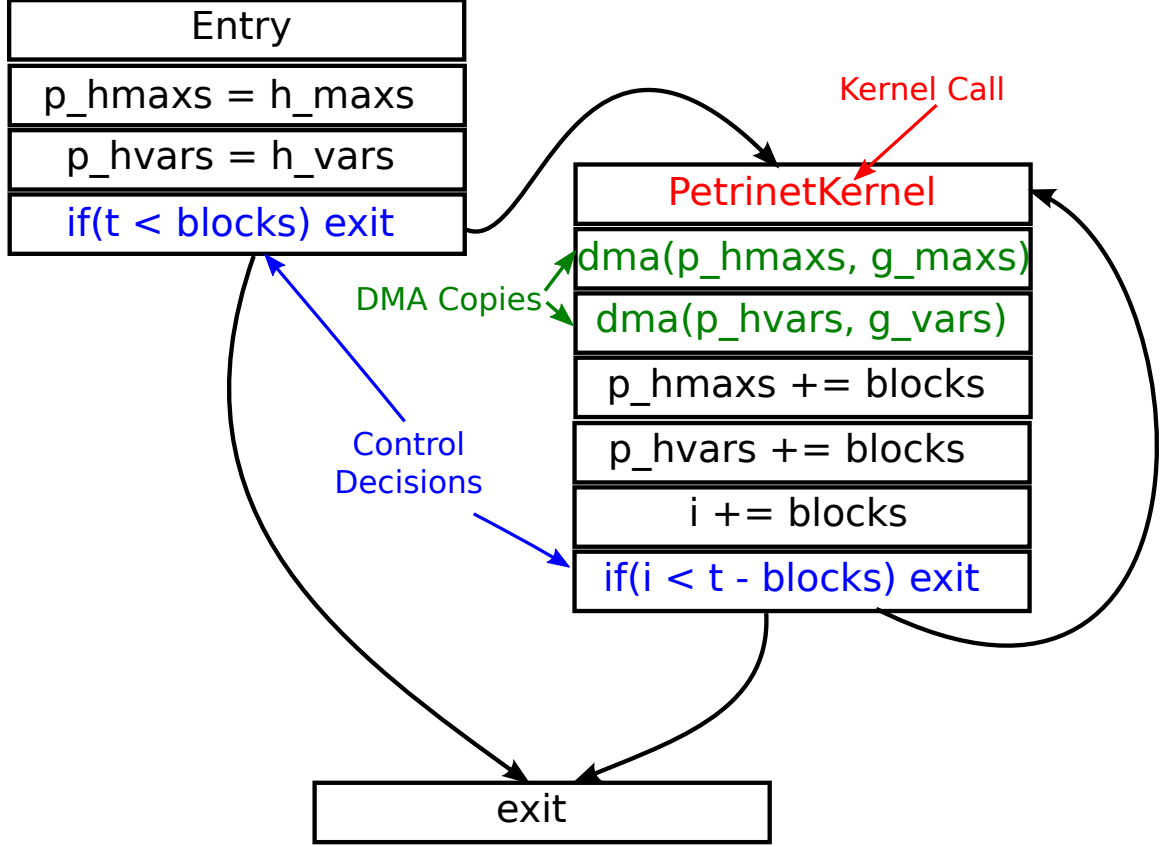 Entry
p_hmaxs = h_maxs
p_hvars = h_vars
if(t < blocks) exit
Kernel Call
PetrinetKernel
dma(p_hmaxs, g_maxs)
DMA Copies
dma(p_hvars, g_vars)
p_hmaxs += blocks
Control
Decisions
p_hvars += blocks
i += blocks
if(i < t - blocks) exit
exit